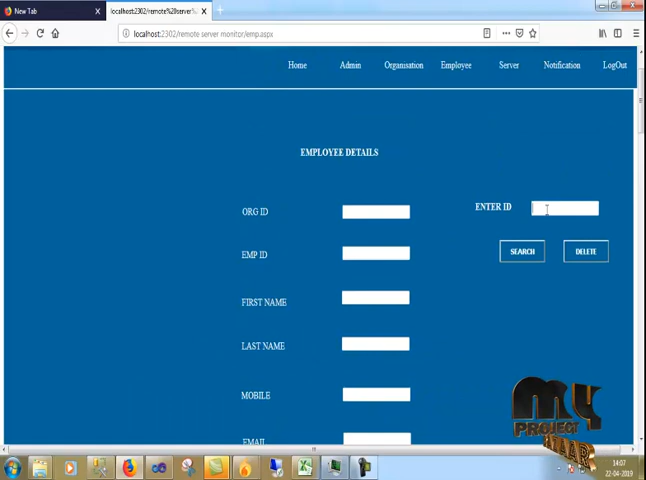 New Tab
localhost:2302/remote%20server%
localhost:2302/remote server monitor/emp.aspx
Home Admin Organisation Employee Server Notification LogOut
EMPLOYEE DETAILS
ENTER ID
ORG ID
SEARCH DELETE
EMP ID
FIRST NAME
LAST NAME
MOBILE
EMAIL
MY
PROJECT
BAZAAR
14:07
22-04-2019